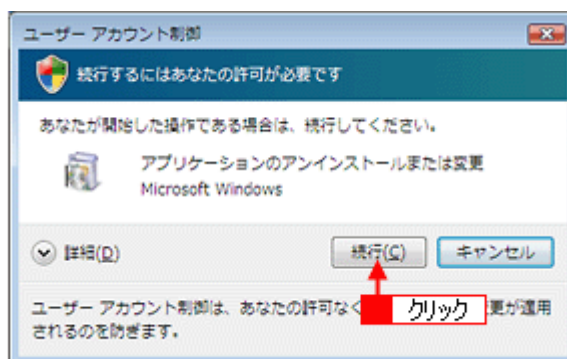 ユーザー アカウント制御
続行するにはあなたの許可が必要です
あなたが開始した操作である場合は、続行してください。
アプリケーションのアンインストールまたは変更
Microsoft Windows
詳細(D)
続行(C)
キャンセル
クリック
ユーザー アカウント制御は、あなたの許可なく 更が適用
されるのを防ぎます。